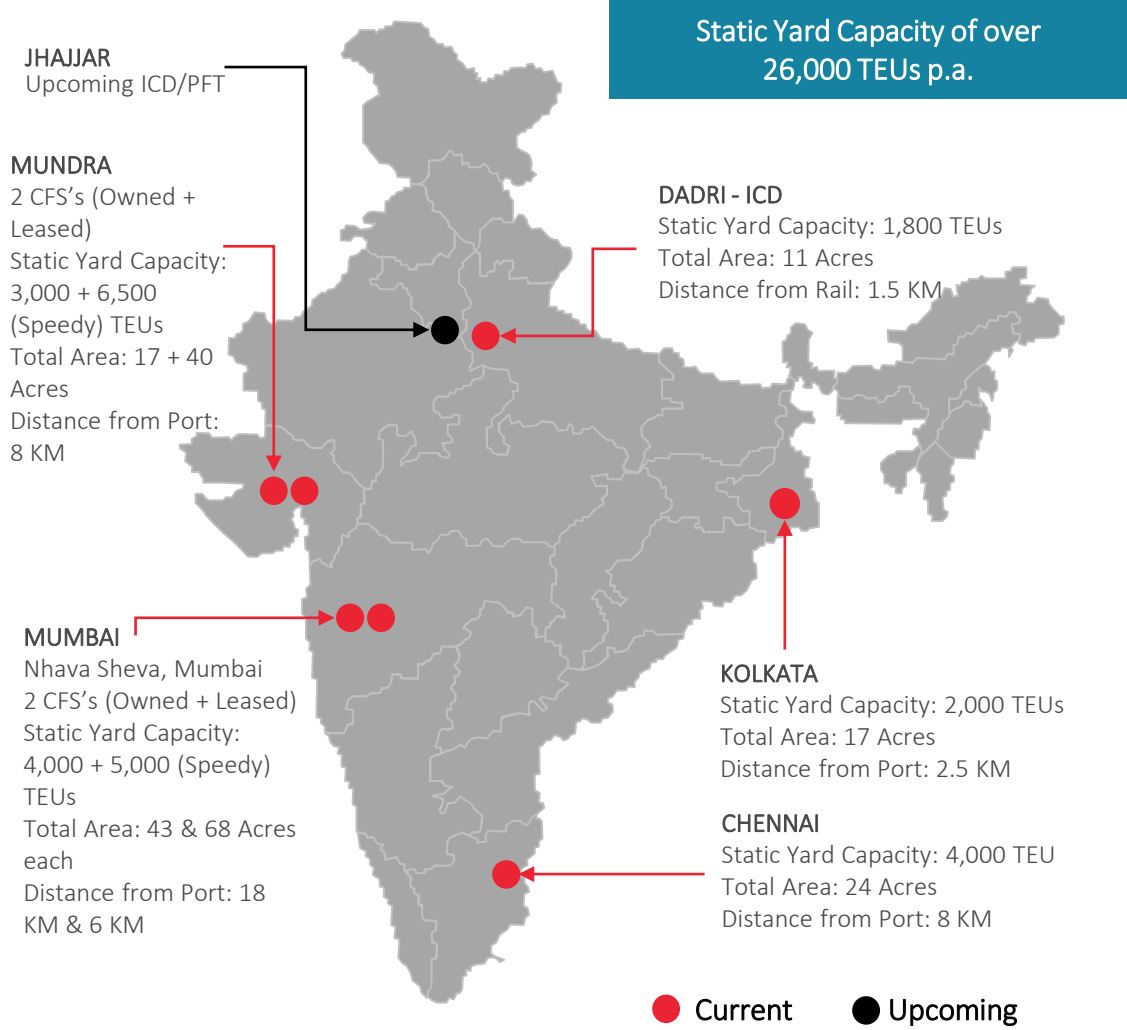 Static Yard Capacity of over
26,000 TEUs p.a.
JHAJJAR
Upcoming ICD/PFT
MUNDRA
2 CFS’s (Owned +
Leased)
Static Yard Capacity:
3,000 + 6,500
(Speedy) TEUs
Total Area: 17 + 40
Acres
Distance from Port:
8 KM
DADRI - ICD
Static Yard Capacity: 1,800 TEUs
Total Area: 11 Acres
Distance from Rail: 1.5 KM
MUMBAI
Nhava Sheva, Mumbai
2 CFS’s (Owned + Leased)
Static Yard Capacity:
4,000 + 5,000 (Speedy)
TEUs
Total Area: 43 & 68 Acres
each
Distance from Port: 18
KM & 6 KM
KOLKATA
Static Yard Capacity: 2,000 TEUs
Total Area: 17 Acres
Distance from Port: 2.5 KM
CHENNAI
Static Yard Capacity: 4,000 TEU
Total Area: 24 Acres
Distance from Port: 8 KM
Current
Upcoming